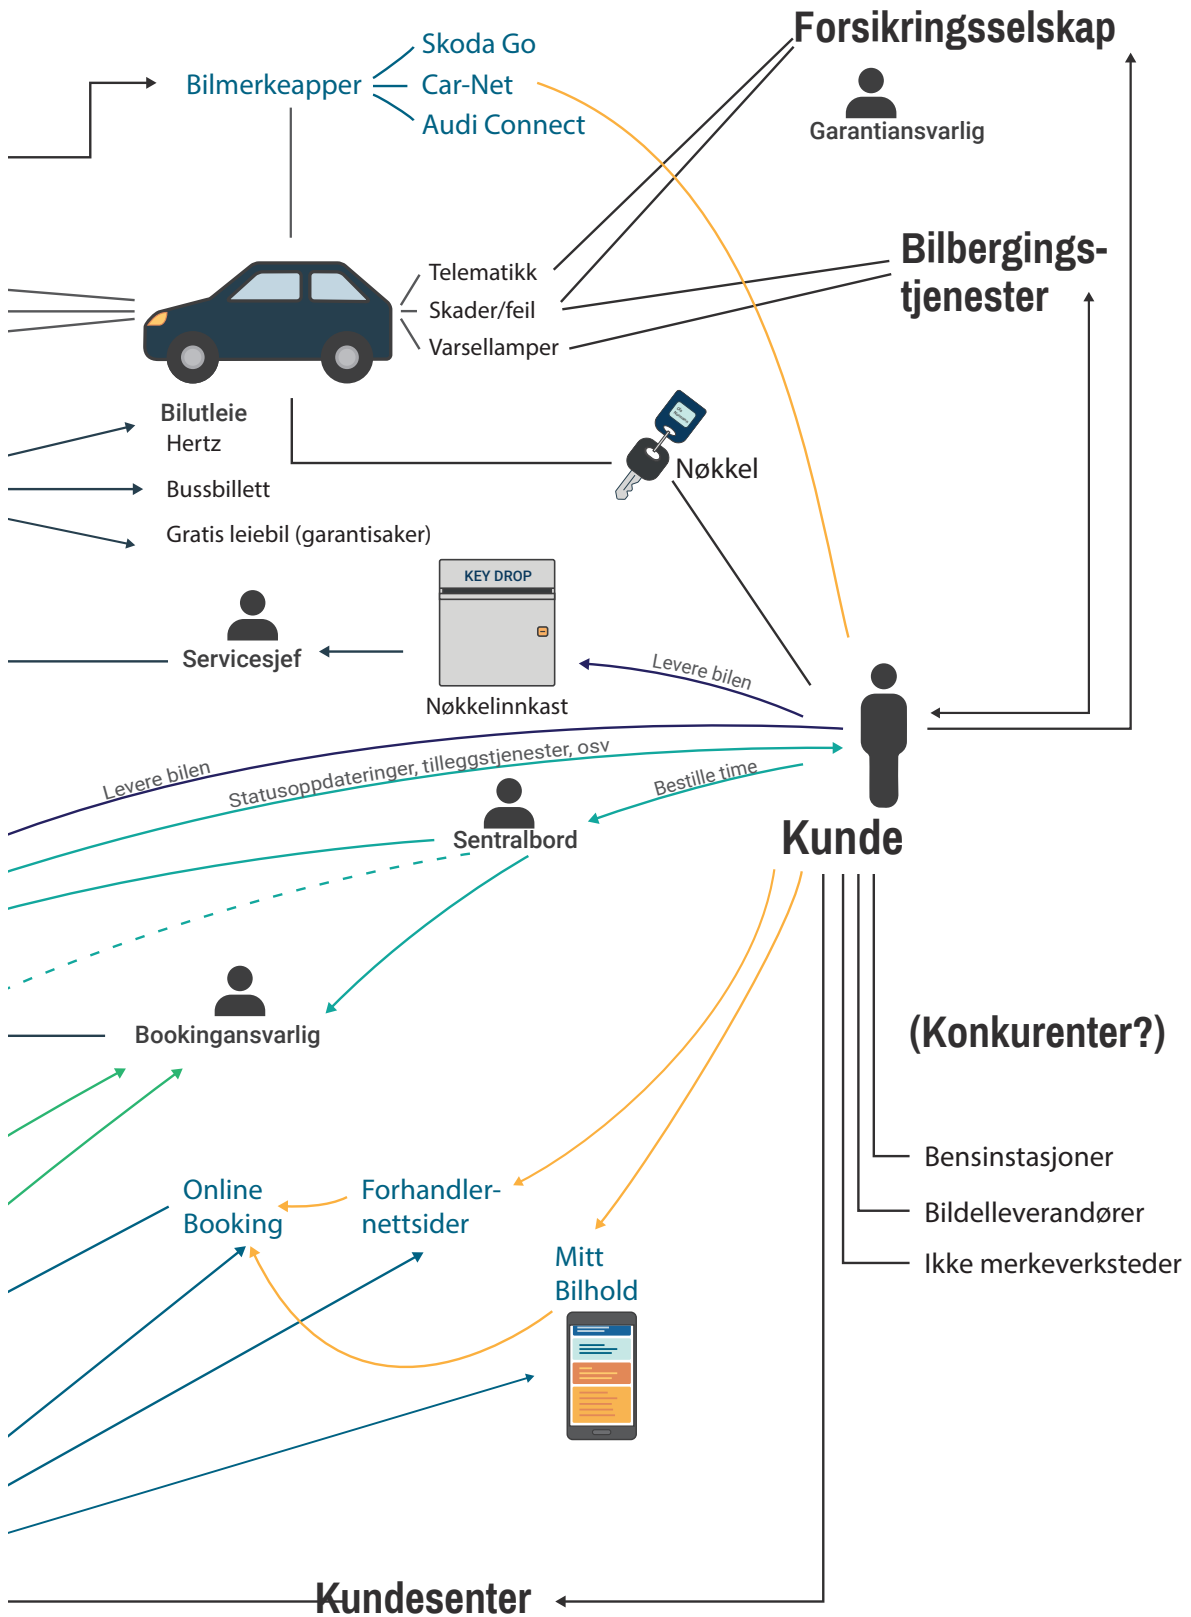 Forsikringsselskap
Skoda Go
Bilmerkeapper
Car-Net
Audi Connect
Garantiansvarlig
Bilbergings-
tjenester
Telematikk
Skader/feil
Varsellamper
Bilutleie
Hertz
Nøkkel
Bussbillett
Gratis leiebil (garantisaker)
KEY DROP
Servicesjef
Nøkkelinnkast
Levere bilen
Levere bilen
Statusoppdateringer, tilleggstjenester, osv
Bestille time
Sentralbord
Kunde
Bookingansvarlig
(Konkurenter?)
Bensinstasjoner
Bildelleverandører
Ikke merkeverksteder
Online
Booking
Forhandler-
nettsider
Mitt
Bilhold
Kundesenter